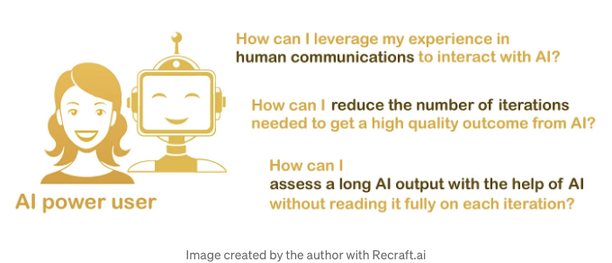 How can I leverage my experience in
human communications to interact with AI?
How can I reduce the number of iterations
needed to get a high quality outcome from AI?
How can I
assess a long AI output with the help of AI
without reading it fully on each iteration?
AI power user
Image created by the author with Recraft.ai